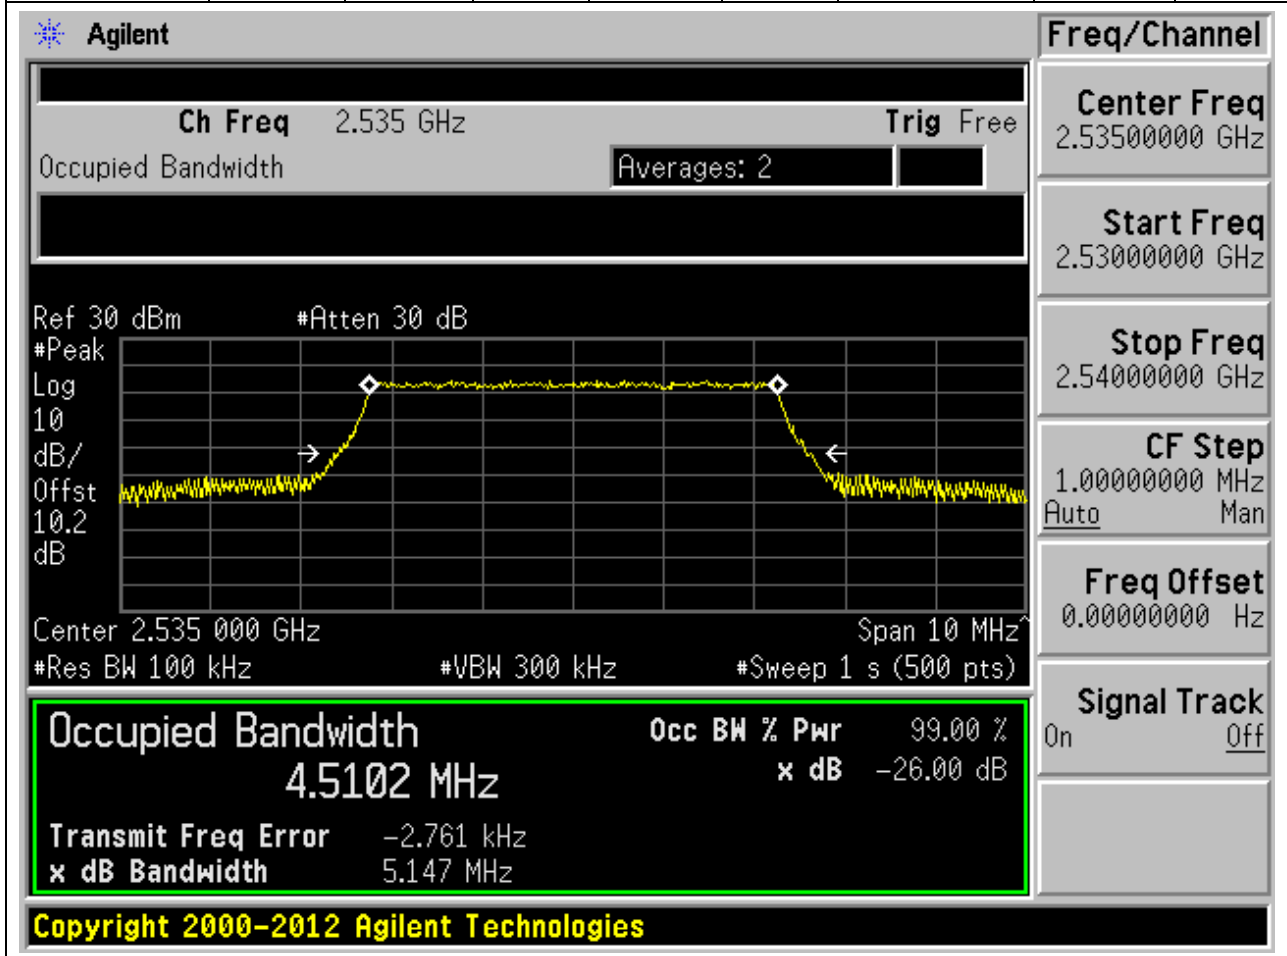 Agilent
Freq/Channel
Ch Freq 2.535 GHz Trig Free
Occupied Bandwidth Averages: 2
Center Freq
2.53500000 GHz
Start Freq
2.53000000 GHz
Stop Freq
2.54000000 GHz
CF Step
1.00000000 MHz
Auto Man
Freq Offset
0.00000000 Hz
Signal Track
On Off
Ref 30 dBm #Atten 30 dB
#Peak
Log
10
dB/
Offst
10.2
dB
Center 2.535 000 GHz Span 10 MHz^
#Res BW 100 kHz #VBW 300 kHz #Sweep 1 s (500 pts)
Occupied Bandwidth Occ BW % Pwr 99.00 %
4.5102 MHz x dB -26.00 dB
Transmit Freq Error -2.761 kHz
x dB Bandwidth 5.147 MHz
Copyright 2000-2012 Agilent Technologies